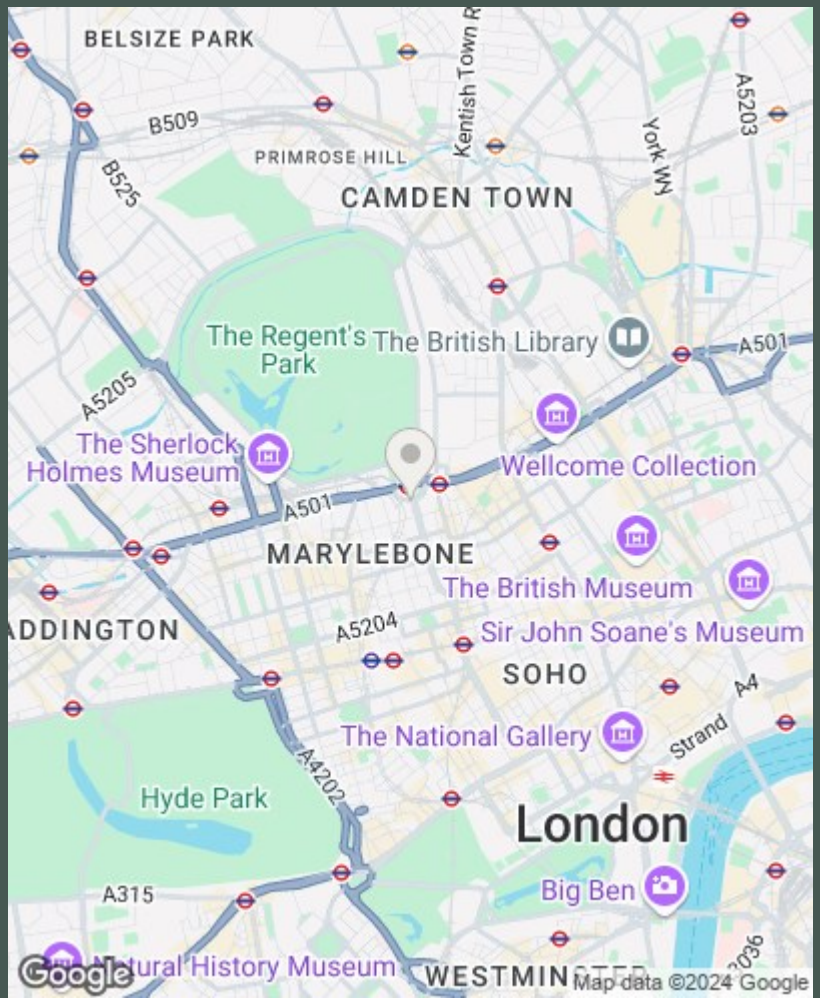 BELSIZE PARK
Kentish Town R
A5203
B509
York WY
PRIMROSE HILL
B525
CAMDEN TOWN
The Regent's
Park
The British Library
A501
A5205
The Sherlock
Holmes Museum
Wellcome Collection
A501
MARYLEBONE
The British Museum
ADDINGTON
A5204
Sir John Soane's Museum
SOHO
A4
The National Gallery
Strand
A4202
Hyde Park
London
Big Ben
A315
Natural History Museum
3036
Google
WESTMINSTER
Map data ©2024 Google